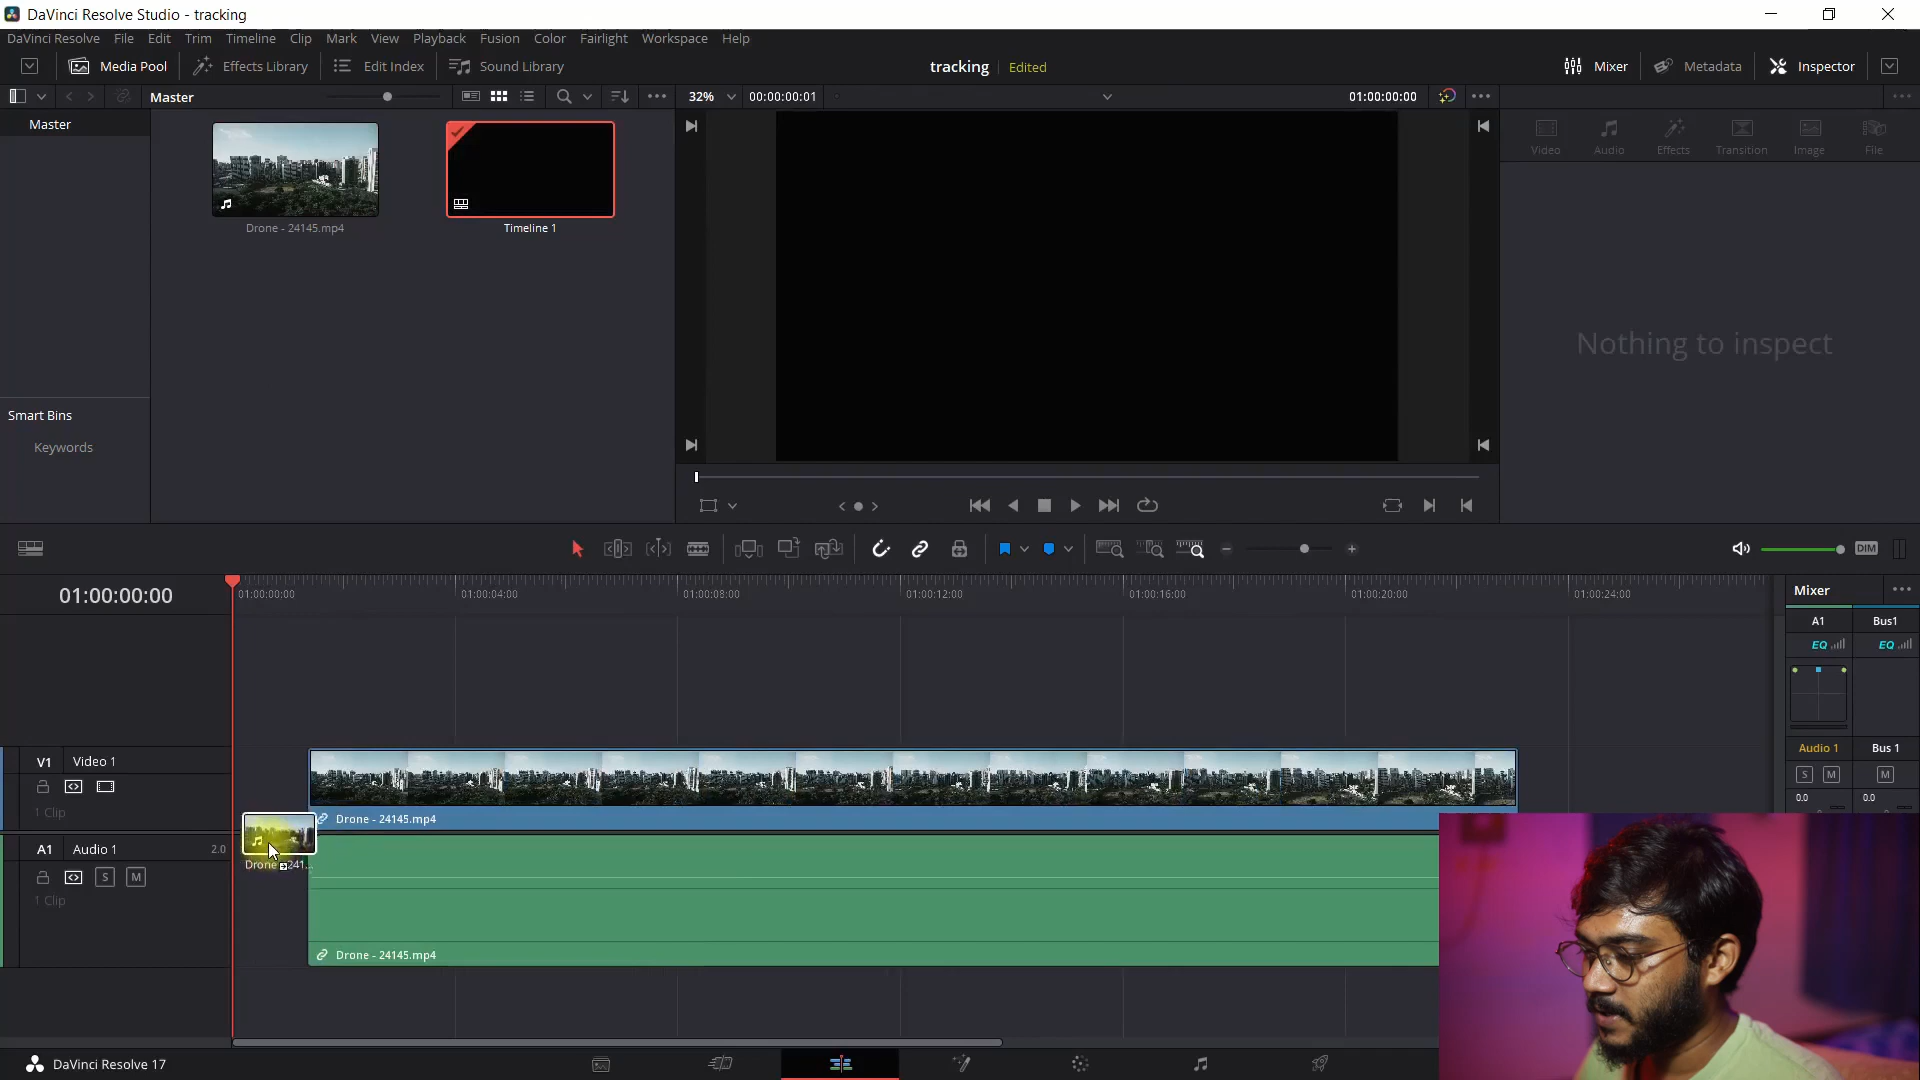 DaVinci Resolve Studio - tracking
DaVinci Resolve File Edit Trim Timeline Clip Mark View Playback Fusion Color Fairlight Workspace Help
Media Pool Effects Library Edit Index Sound Library tracking Edited Mixer Metadata Inspector
Master 32% 00:00:00:01 01:00:00:00
Master
Video Audio Effects Transition Image File
Drone - 24145.mp4 Timeline 1
Nothing to inspect
Smart Bins
Keywords
DIM
01:00:00:00
01:00:00:00 01:00:04:00 01:00:08:00 01:00:12:00 01:00:16:00 01:00:20:00 01:00:24:00
Mixer
A1 Bus1
EQ EQ
Audio 1 Bus 1
S M M
0.0 0.0
V1 Video 1
1 Clip
Drone - 24145.mp4
A1 Audio 1 2.0
S M
1 Clip
Drone - 241...
Drone - 24145.mp4
DaVinci Resolve 17